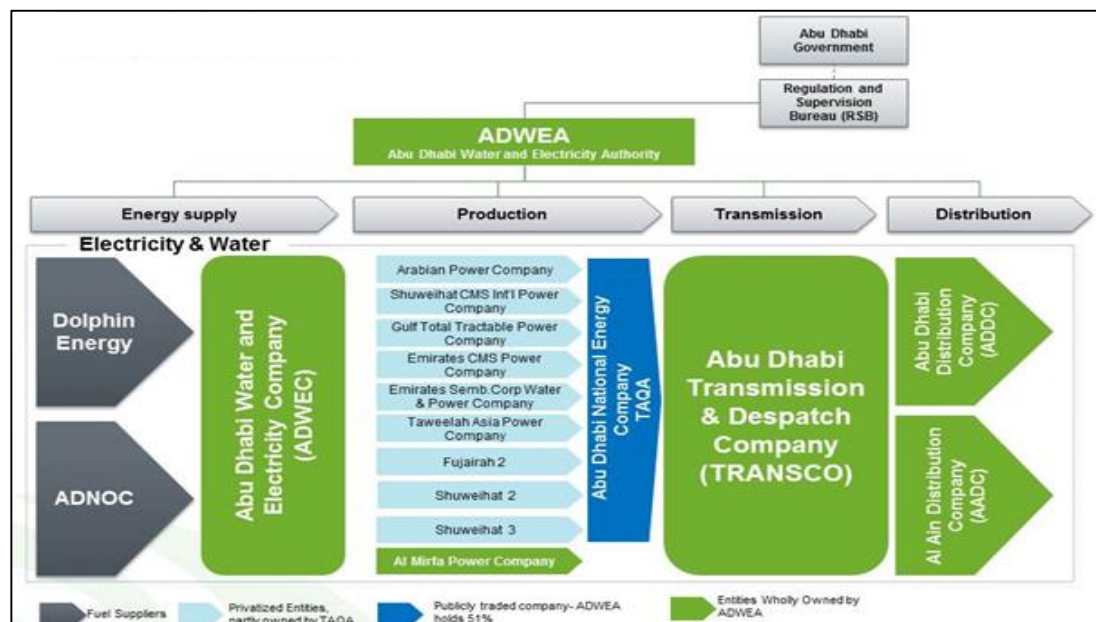 Abu Dhabi
Government
Regulation and
Supervision
Bureau (RSB)
ADWEA
Abu Dhabi Water and Electricity Authority
Energy supply
Production
Transmission
Distribution
Electricity & Water
Dolphin
Energy
ADNOC
Abu Dhabi Water and
Electricity Company
(ADWEC)
Arabian Power Company
Shuweihat CMS Int'l Power
Company
Gulf Total Tractable Power
Company
Emirates CMS Power
Company
Emirates Semb.Corp Water
& Power Company
Taweelah Asia Power
Company
Fujairah 2
Shuweihat 2
Shuweihat 3
Al Mirfa Power Company
Abu Dhabi National Energy
Company
TAQA
Abu Dhabi
Transmission
& Despatch
Company
(TRANSCO)
Abu Dhabi
Distribution
Company
(ADDC)
Al Ain Distribution
Company
(AADC)
Fuel Suppliers
Privatized Entities,
partly owned by TAQA
Publicly traded company- ADWEA
holds 51%
Entities Wholly Owned by
ADWEA